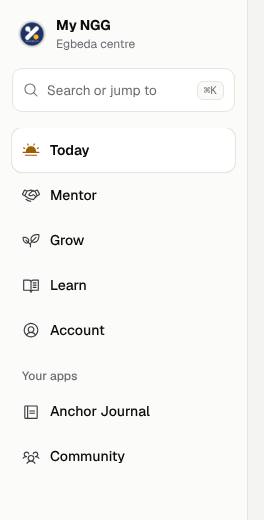 My NGG
Egbeda centre
Search or jump to
⌘K
Today
Mentor
Grow
Learn
Account
Your apps
Anchor Journal
Community